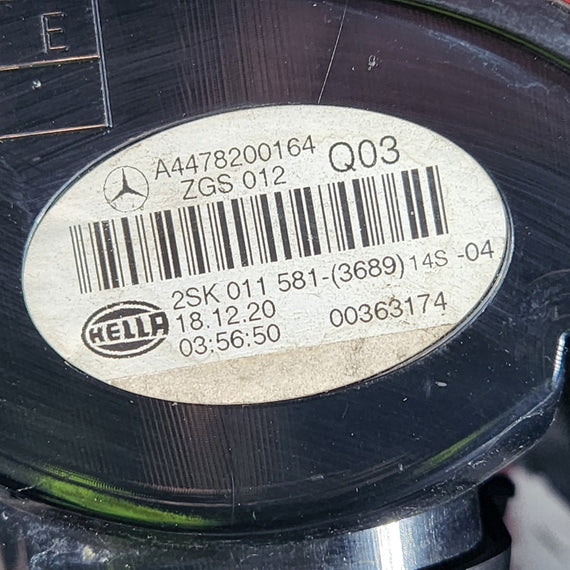 E
A4478200164 Q03
ZGS 012
2SK 011 581-(3689)14S -04
HELLA
18.12.20 00363174
03:56:50